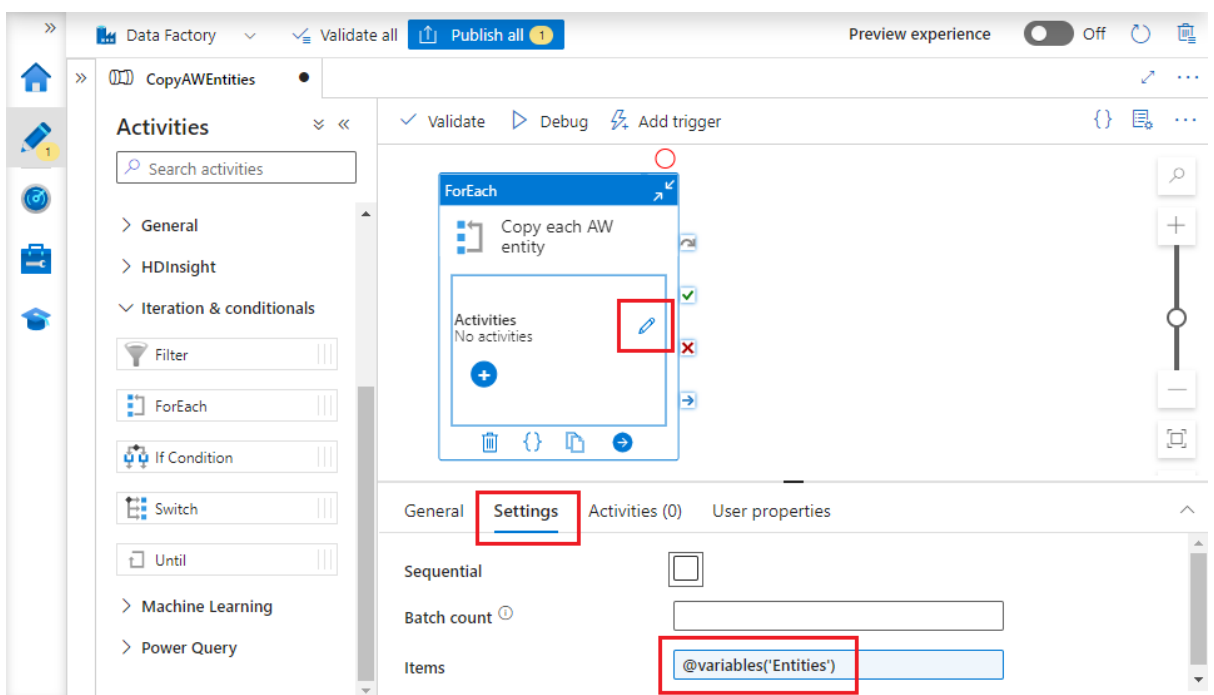 Data Factory
Validate all
Publish all 1
Preview experience
Off
CopyAWEntities
1
Activities
Search activities
General
HDInsight
Iteration & conditionals
Filter
ForEach
If Condition
Switch
Until
Machine Learning
Power Query
Validate
Debug
Add trigger
{}
ForEach
Copy each AW
entity
Activities
No activities
{}
General
Settings
Activities (0)
User properties
Sequential
Batch count
Items
@variables('Entities')